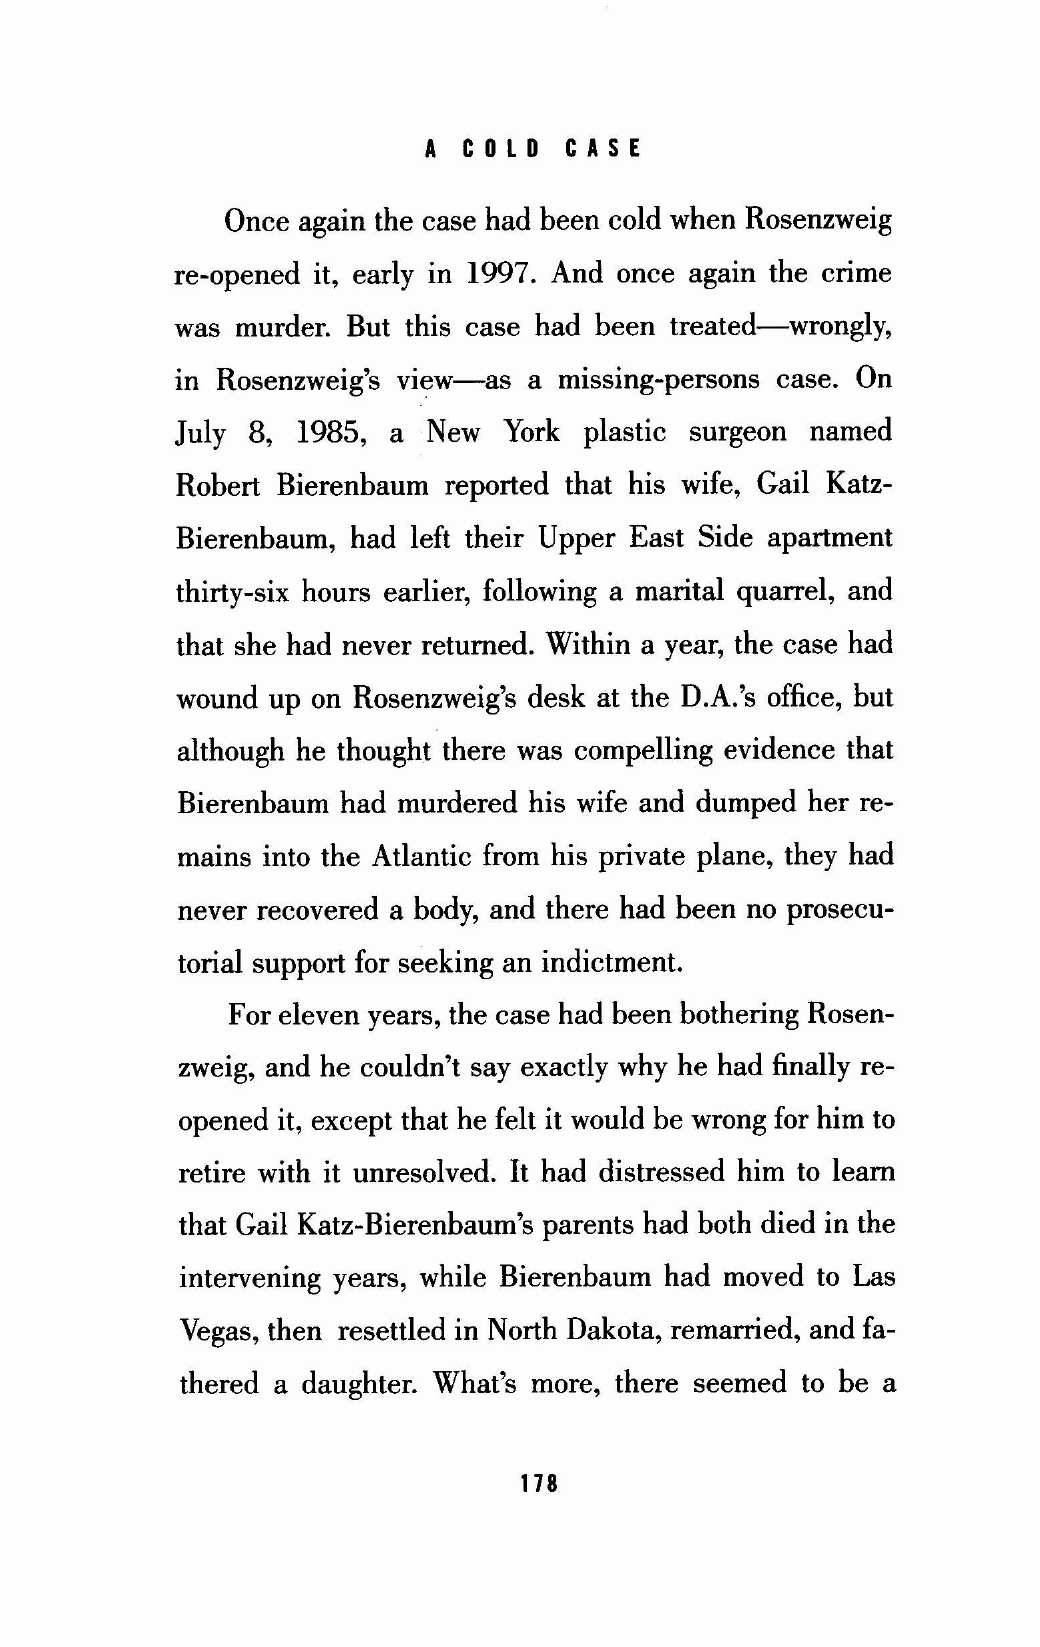 A COLD CASE
Once again the case had been cold when Rosenzweig
re-opened it, early in 1997. And once again the crime
was murder. But this case had been treated—wrongly,
in Rosenzweig's view—as a missing-persons case. On
July 8, 1985, a New York plastic surgeon named
Robert Bierenbaum reported that his wife, Gail Katz-
Bierenbaum, had left their Upper East Side apartment
thirty-six hours earlier, following a marital quarrel, and
that she had never returned. Within a year, the case had
wound up on Rosenzweig's desk at the D.A.'s office, but
although he thought there was compelling evidence that
Bierenbaum had murdered his wife and dumped her re-
mains into the Atlantic from his private plane, they had
never recovered a body, and there had been no prosecu-
torial support for seeking an indictment.
For eleven years, the case had been bothering Rosen-
zweig, and he couldn't say exactly why he had finally re-
opened it, except that he felt it would be wrong for him to
retire with it unresolved. It had distressed him to learn
that Gail Katz-Bierenbaum's parents had both died in the
intervening years, while Bierenbaum had moved to Las
Vegas, then resettled in North Dakota, remarried, and fa-
thered a daughter. What's more, there seemed to be a
178